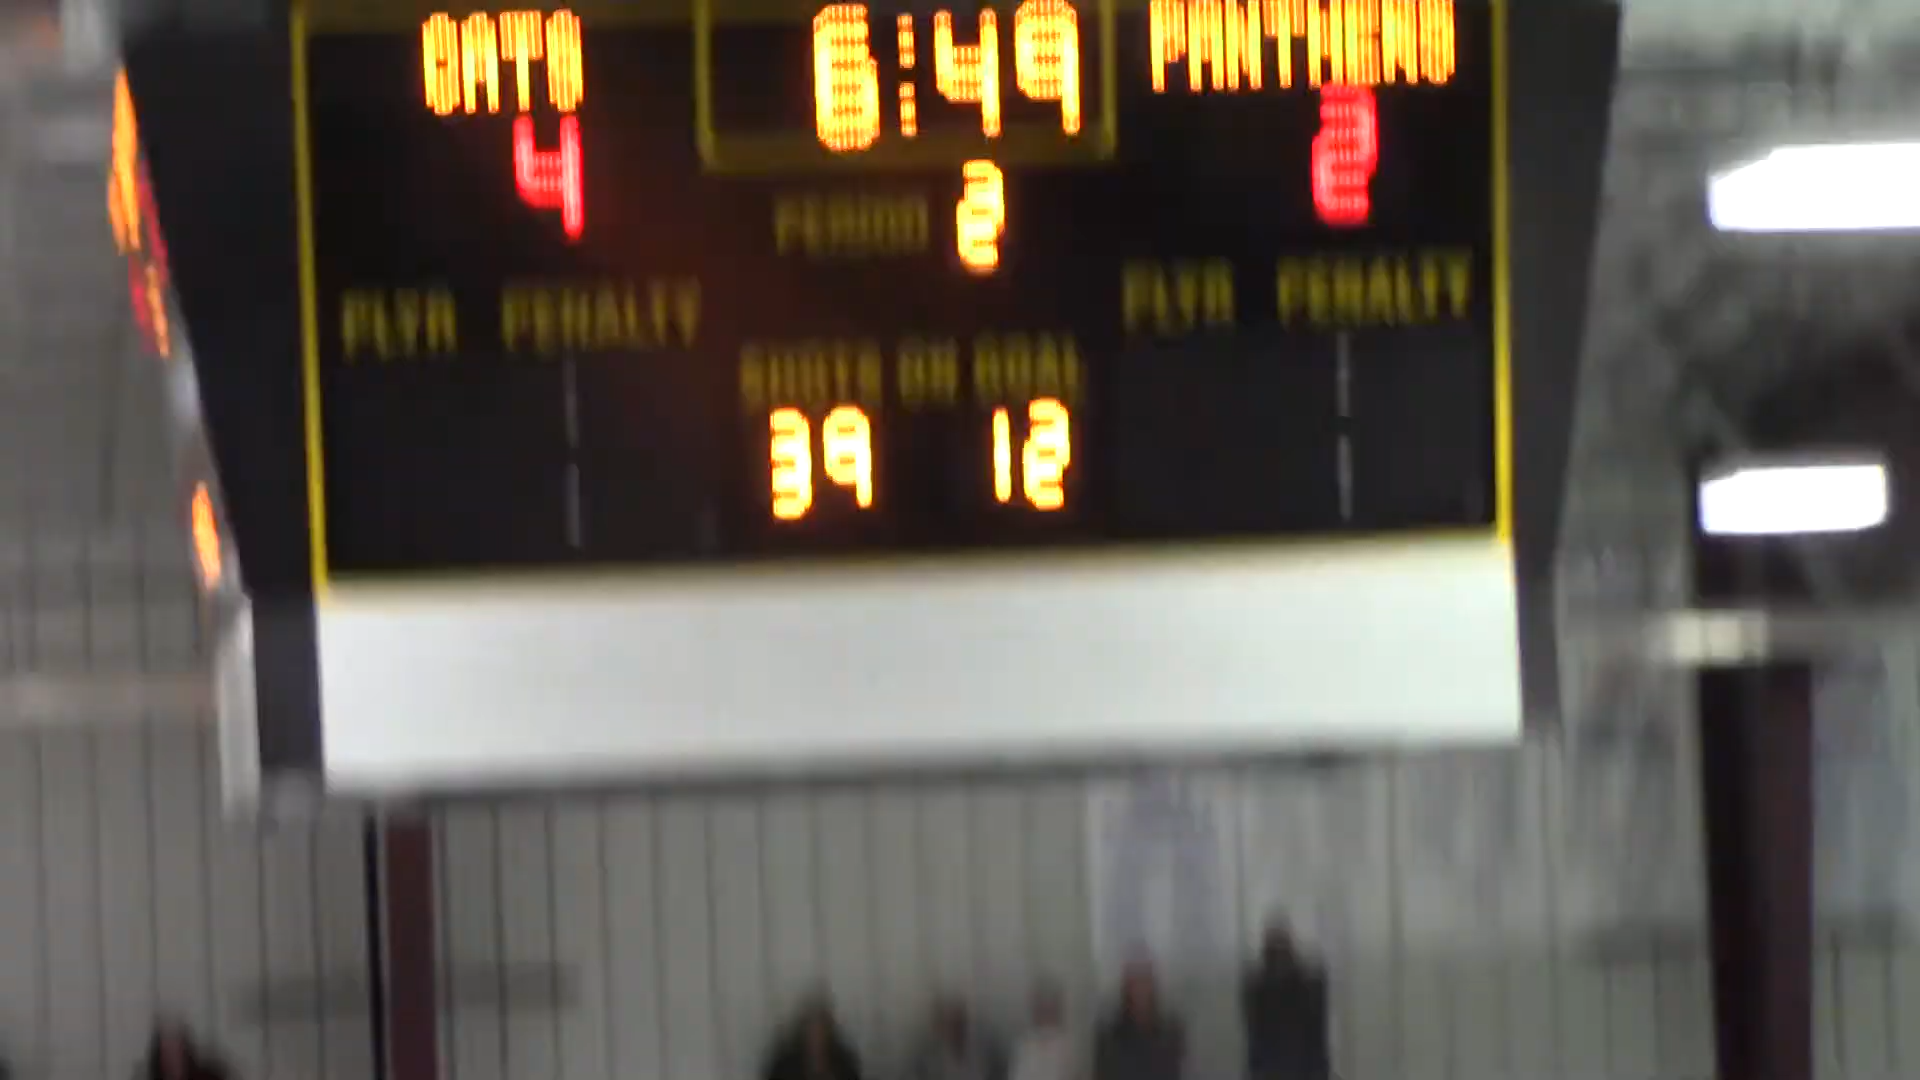 CATS 6:49 PANTHERS
4 2
PERIOD 2
PLYR PENALTY PLYR PENALTY
SHOTS ON GOAL
39 12